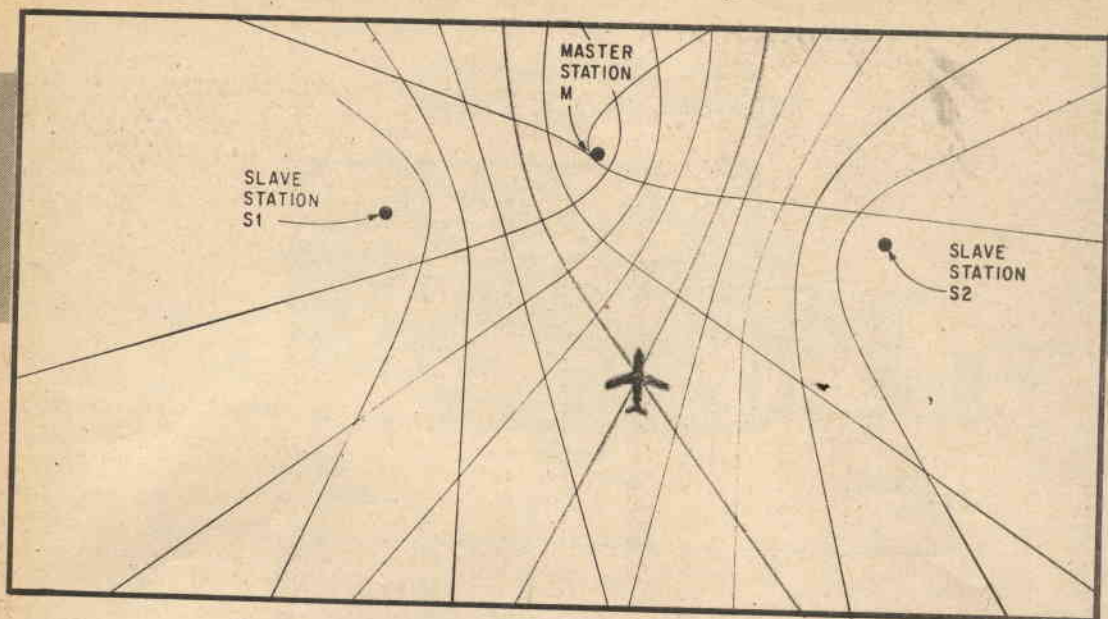 MASTER
STATION
M
SLAVE
STATION
S1
SLAVE
STATION
S2